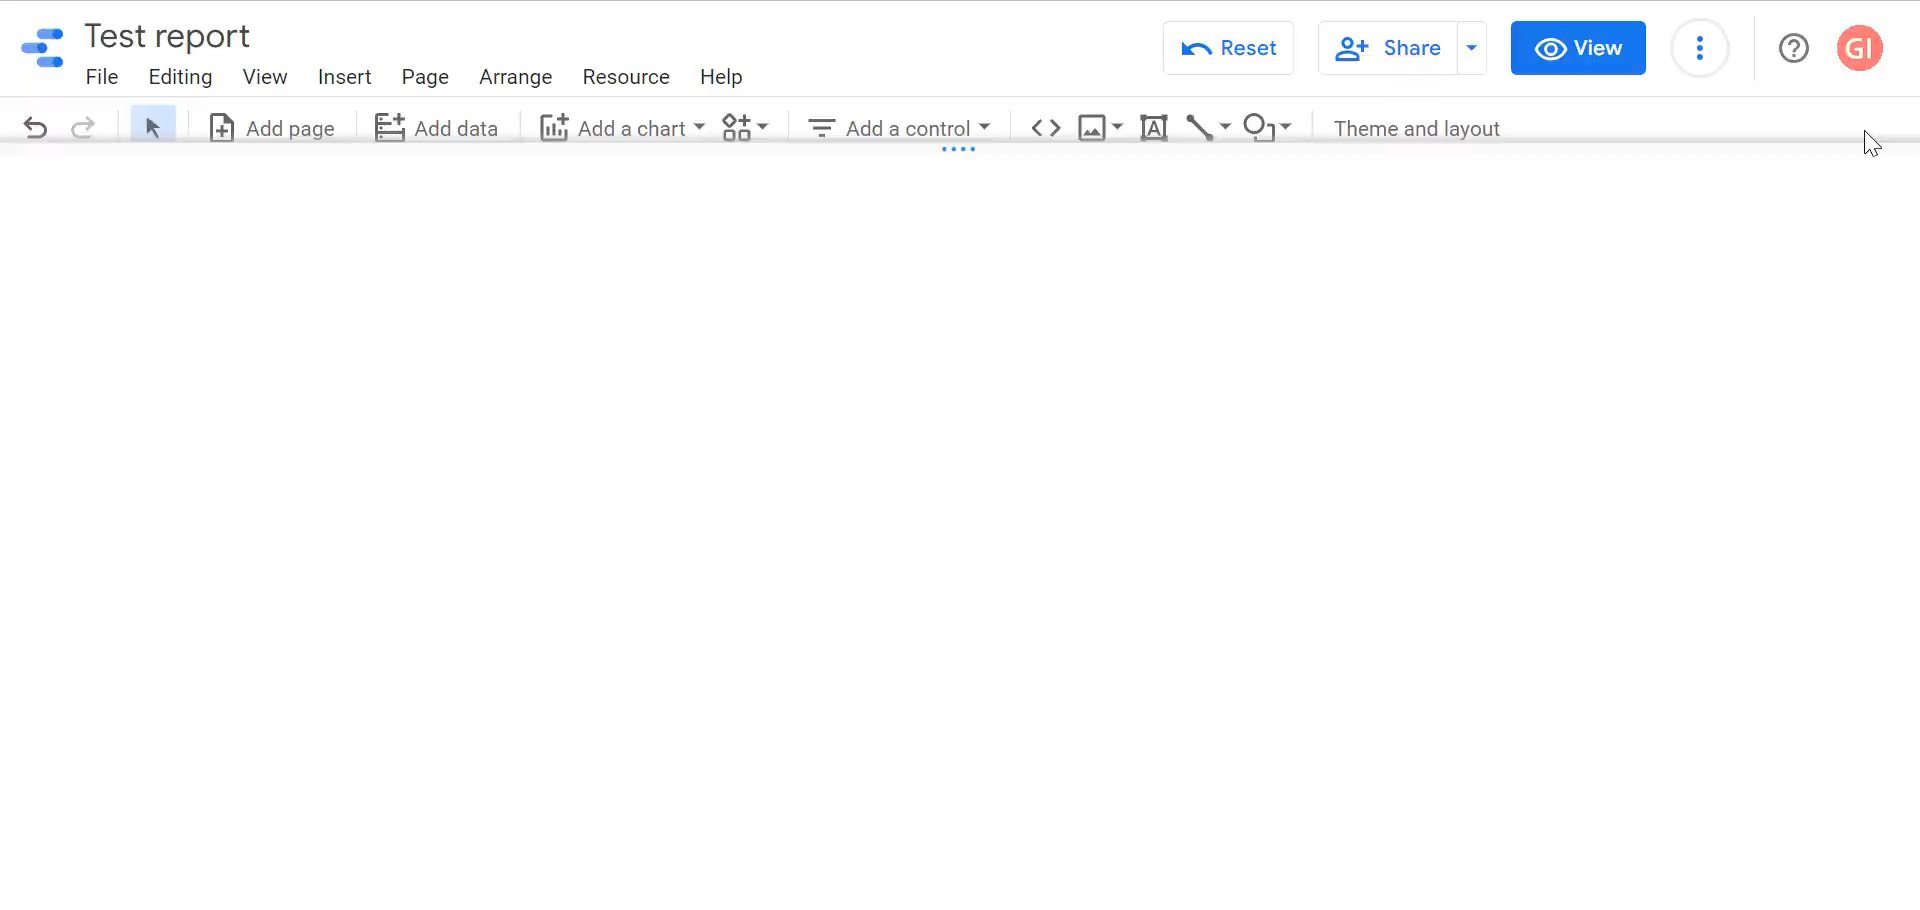 Test report
File Editing View Insert Page Arrange Resource Help
Reset Share View GI
Add page Add data Add a chart Add a control A Theme and layout